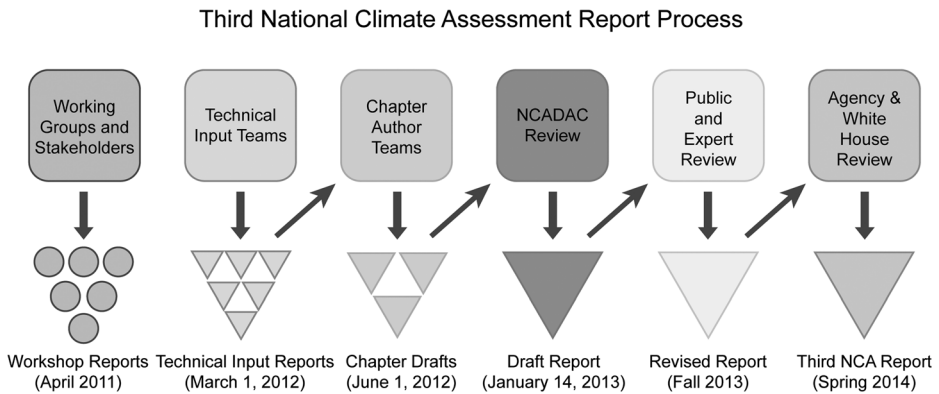 Third National Climate Assessment Report Process
Working
Groups and
Stakeholders
Technical
Input Teams
Chapter
Author
Teams
NCADAC
Review
Public
and
Expert
Review
Agency &
White
House
Review
Workshop Reports
(April 2011)
Technical Input Reports
(March 1, 2012)
Chapter Drafts
(June 1, 2012)
Draft Report
(January 14, 2013)
Revised Report
(Fall 2013)
Third NCA Report
(Spring 2014)